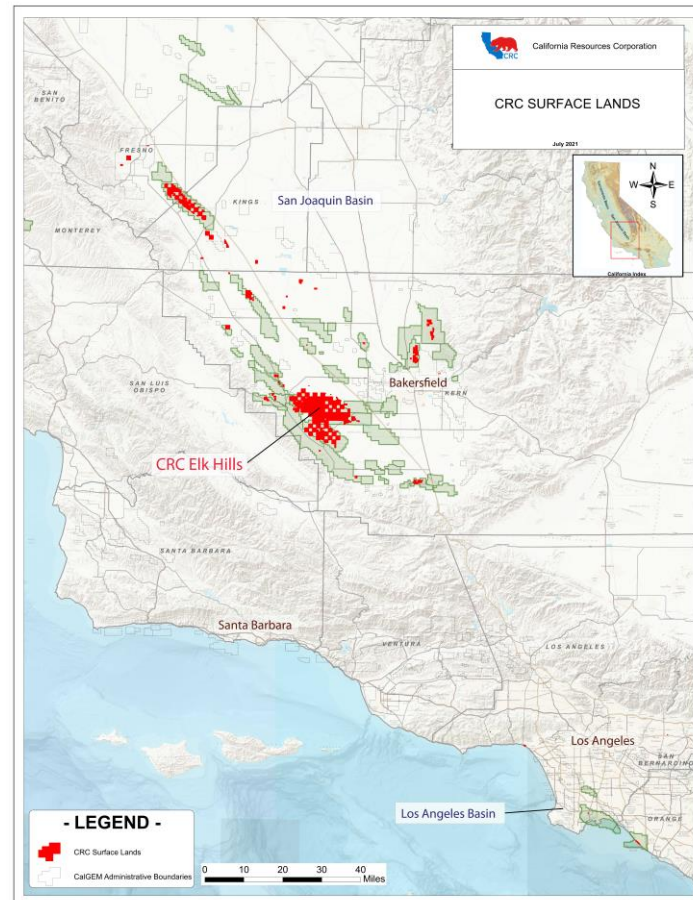 California Resources Corporation
CRC
CRC SURFACE LANDS
July 2021
N
W E
S
California Index
SAN
BENITO
FRESNO
KINGS
San Joaquin Basin
MONTEREY
SAN LUIS
OBISPO
Bakersfield
KERN
CRC Elk Hills
SANTA BARBARA
Santa Barbara
VENTURA
LOS ANGELES
Los Angeles
SAN
BERNARDINO
Los Angeles Basin
ORANGE
- LEGEND -
CRC Surface Lands
CalGEM Administrative Boundaries
0 10 20 30 40
Miles